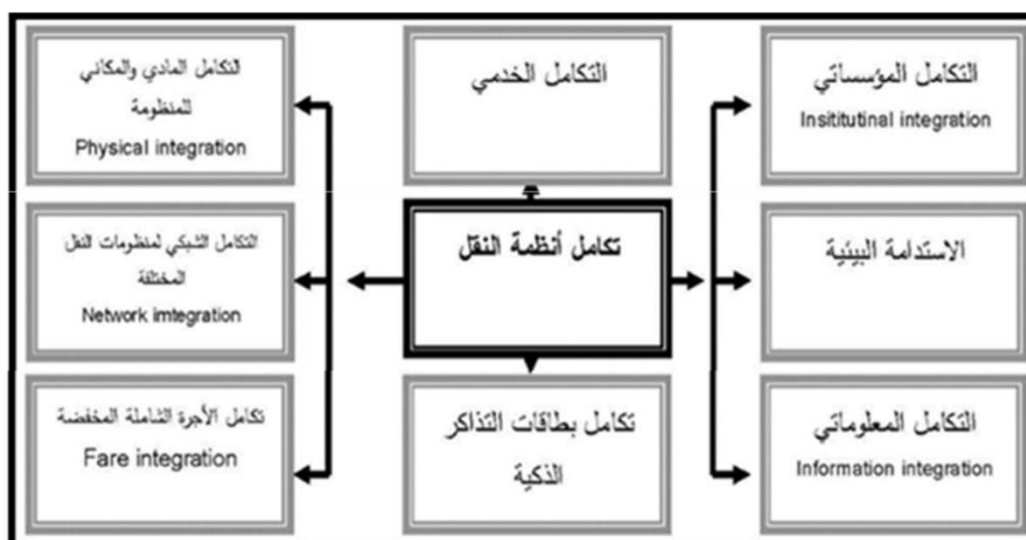 التكامل المؤسساتي
Insititutinal integration
التكامل الخدمي
التكامل المادي والمكاني
للمنظومة
Physical integration
الاستدامة البيئية
تكامل أنظمة النقل
التكامل الشبكي لمنظومات النقل
المختلفة
Network imtegration
التكامل المعلوماتي
Information integration
تكامل بطاقات التذاكر
الذكية
تكامل الأجرة الشاملة المخفضة
Fare integration